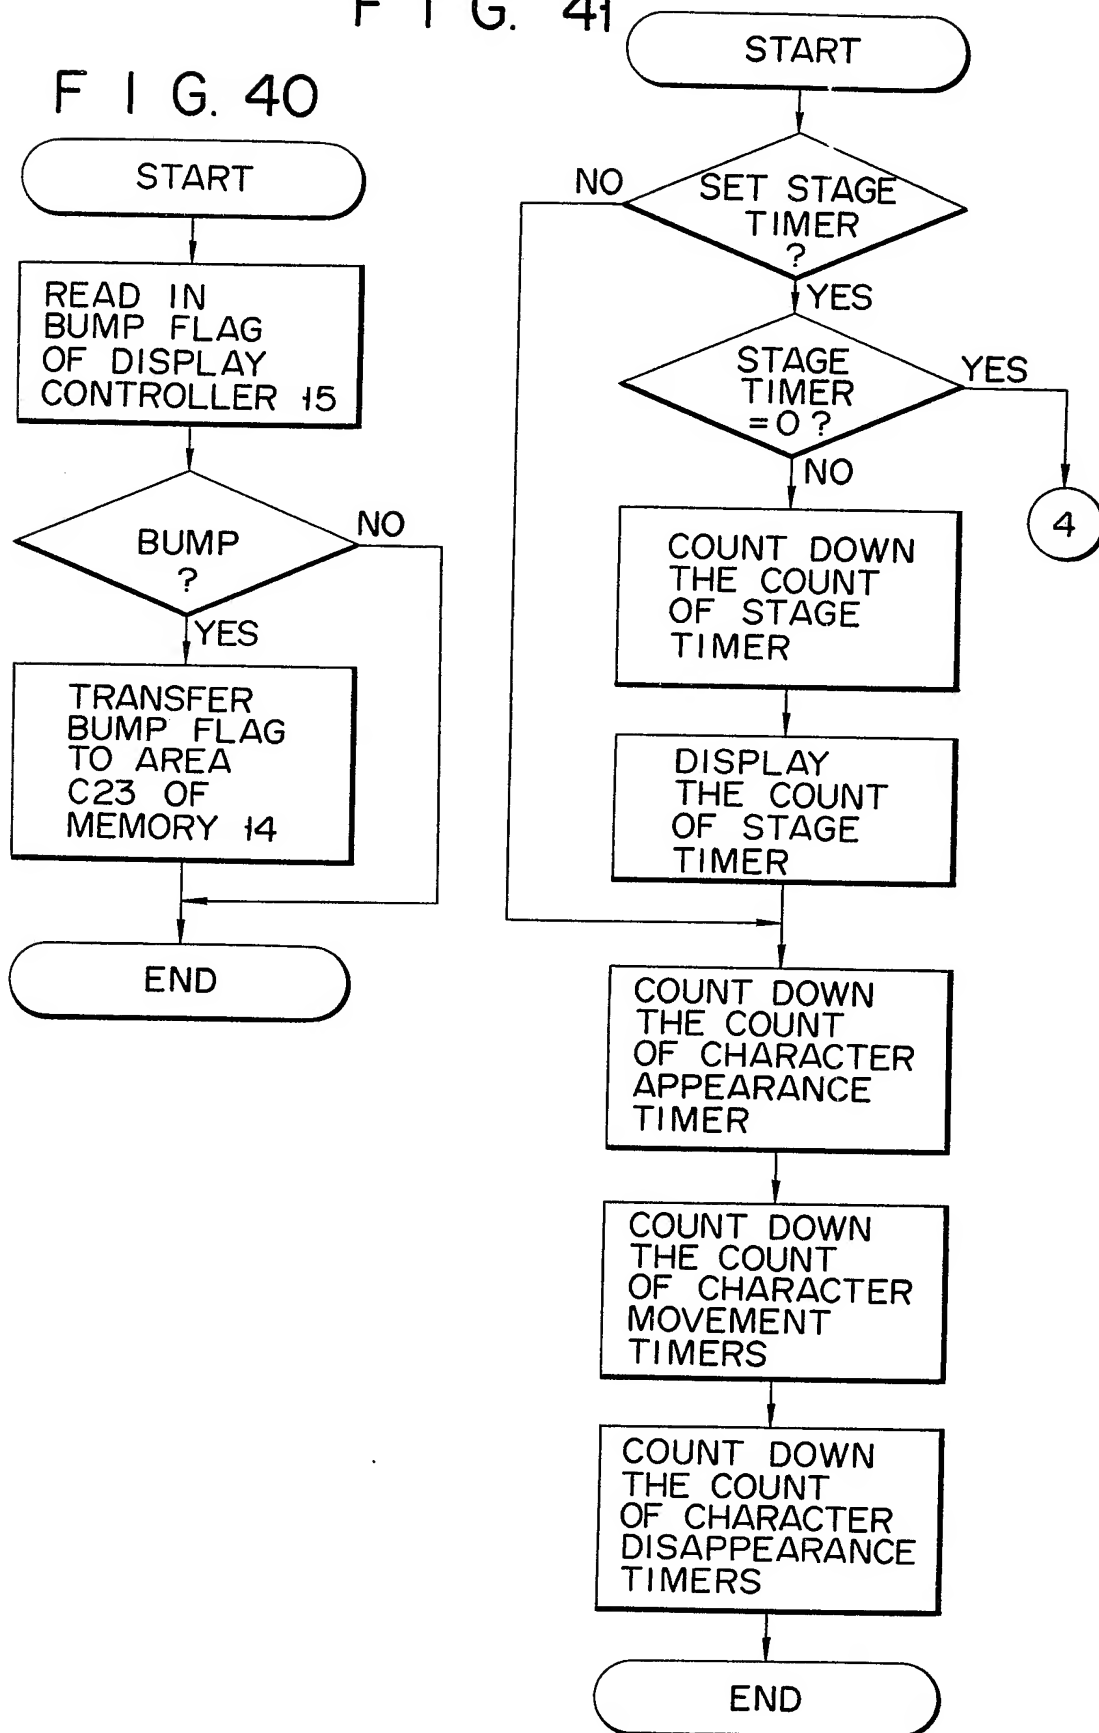 F I G. 40
START
READ IN
BUMP FLAG
OF DISPLAY
CONTROLLER 15
BUMP
?
NO
YES
TRANSFER
BUMP FLAG
TO AREA
C23 OF
MEMORY 14
END
F I G. 41
START
SET STAGE
TIMER
?
NO
YES
STAGE
TIMER
=0?
YES
4
NO
COUNT DOWN
THE COUNT
OF STAGE
TIMER
DISPLAY
THE COUNT
OF STAGE
TIMER
COUNT DOWN
THE COUNT
OF CHARACTER
APPEARANCE
TIMER
COUNT DOWN
THE COUNT
OF CHARACTER
MOVEMENT
TIMERS
COUNT DOWN
THE COUNT
OF CHARACTER
DISAPPEARANCE
TIMERS
END